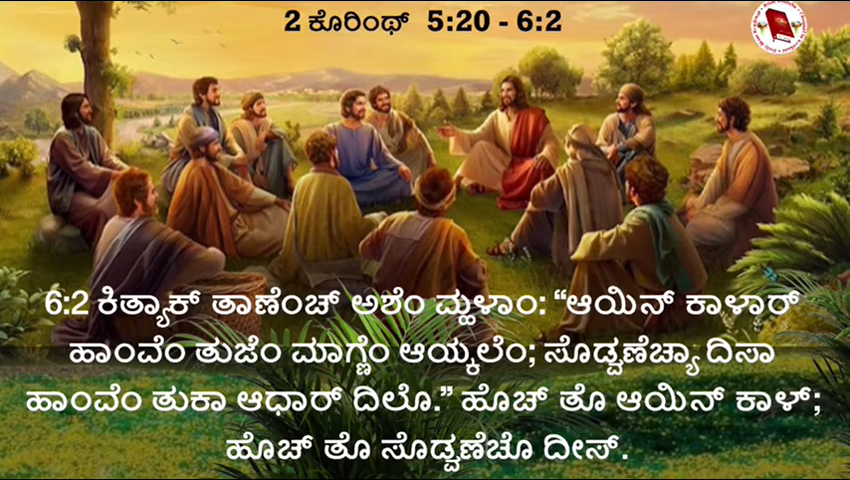 2 ಕೊರಿಂಥ್ 5:20 - 6:2
6:2 ಕಿತ್ಯಾಕ್ ತಾಣೆಂಚ್ ಅಶೆಂ ಮ್ಹಳಾಂ: “ಆಯಿನ್ ಕಾಳಾರ್
ಹಾಂವೆಂ ತುಜೆಂ ಮಾಗ್ಣೆಂ ಆಯ್ಕಲೆಂ; ಸೊಡ್ವಣೆಚ್ಯಾ ದಿಸಾ
ಹಾಂವೆಂ ತುಕಾ ಆಧಾರ್ ದಿಲೊ.” ಹೊಚ್ ತೊ ಆಯಿನ್ ಕಾಳ್;
ಹೊಚ್ ತೊ ಸೊಡ್ವಣೆಚೊ ದೀಸ್.